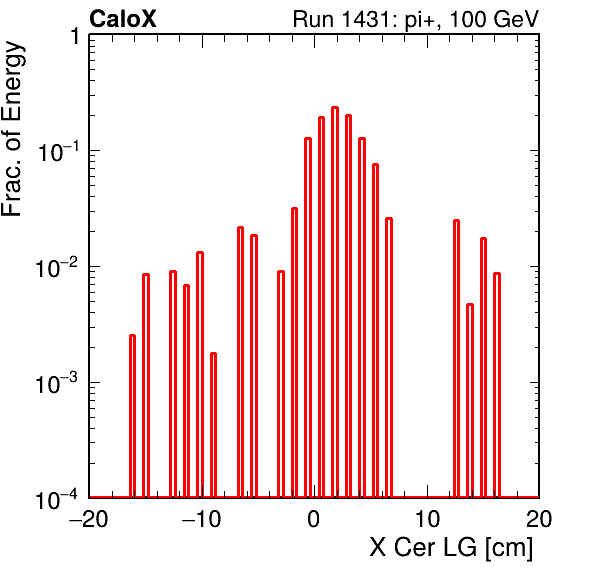 CaloX Run 1431: pi+, 100 GeV
Frac. of Energy
1
10⁻¹
10⁻²
10⁻³
10⁻⁴
−20 −10 0 10 20
X Cer LG [cm]